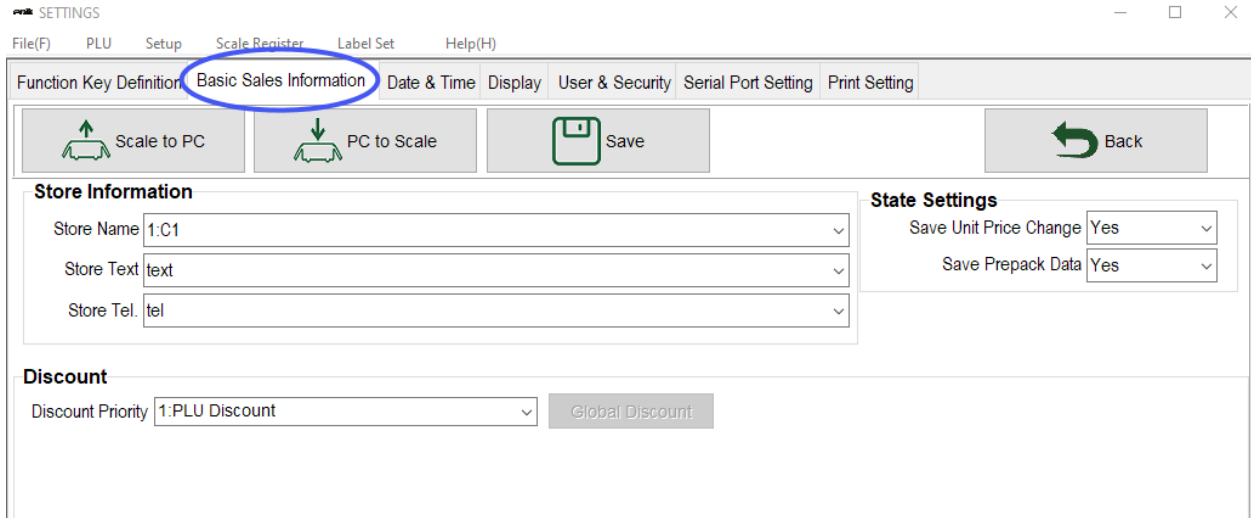 SETTINGS
File(F) PLU Setup Scale Register Label Set Help(H)
Function Key Definition Basic Sales Information Date & Time Display User & Security Serial Port Setting Print Setting
Scale to PC PC to Scale Save Back
Store Information
Store Name 1:C1
Store Text text
Store Tel. tel
State Settings
Save Unit Price Change Yes
Save Prepack Data Yes
Discount
Discount Priority 1:PLU Discount Global Discount